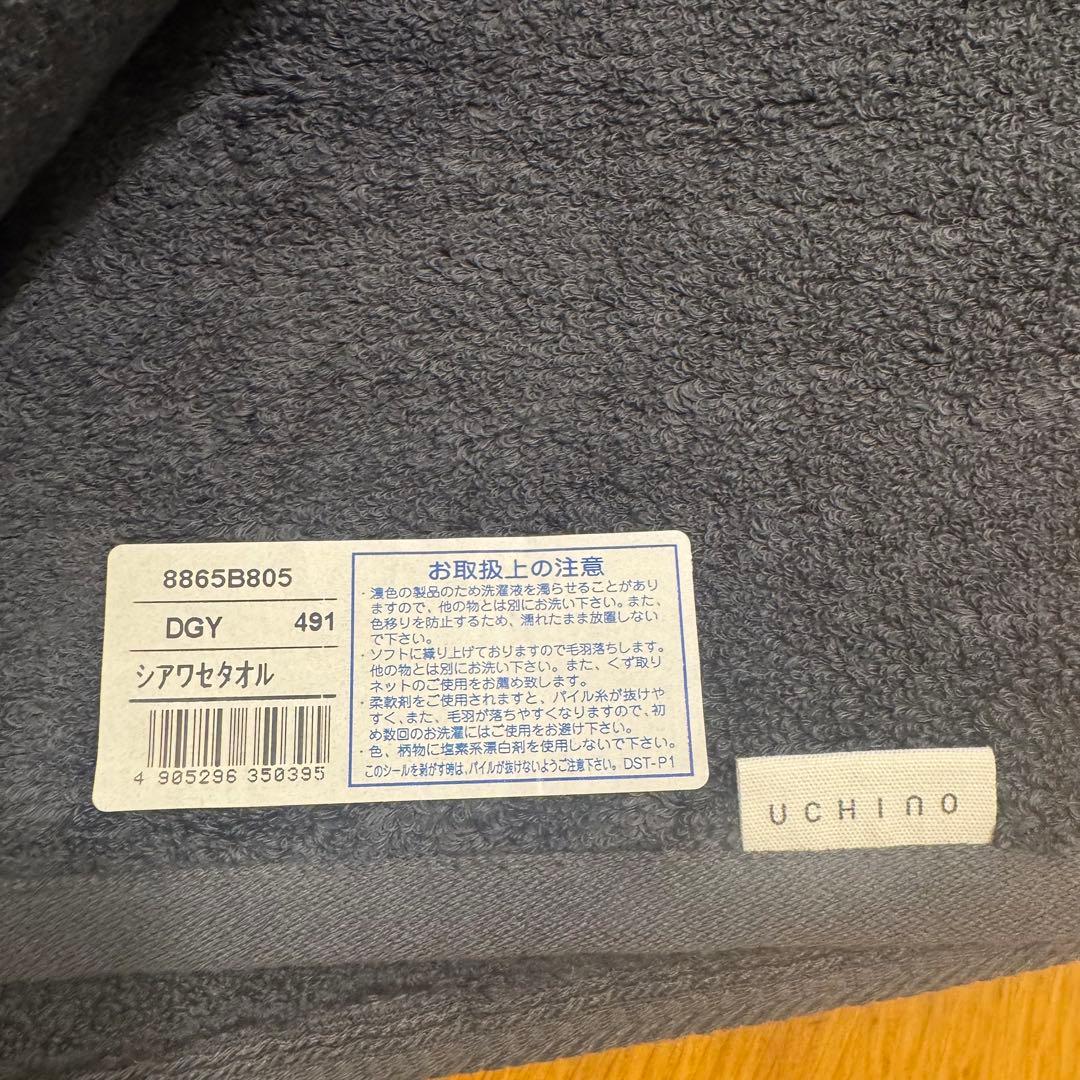 8865B805
DGY 491
シアワセタオル
4 905296 350395
お取扱上の注意
・濃色の製品のため洗濯液を濁らせることがあり
ますので、他の物とは別にお洗い下さい。また、
色移りを防止するため、濡れたまま放置しない
で下さい。
・ソフトに織り上げておりますので毛羽落ちします。
他の物とは別にお洗い下さい。また、くず取り
ネットのご使用をお薦め致します。
・柔軟剤をご使用されますと、パイル糸が抜けや
すく、また、毛羽が落ちやすくなりますので、初
め数回のお洗濯にはご使用をお避け下さい。
・色、柄物に塩素系漂白剤を使用しないで下さい。
このシールを剥がす時は、パイルが抜けないようご注意下さい。 DST-P1
UCHINO